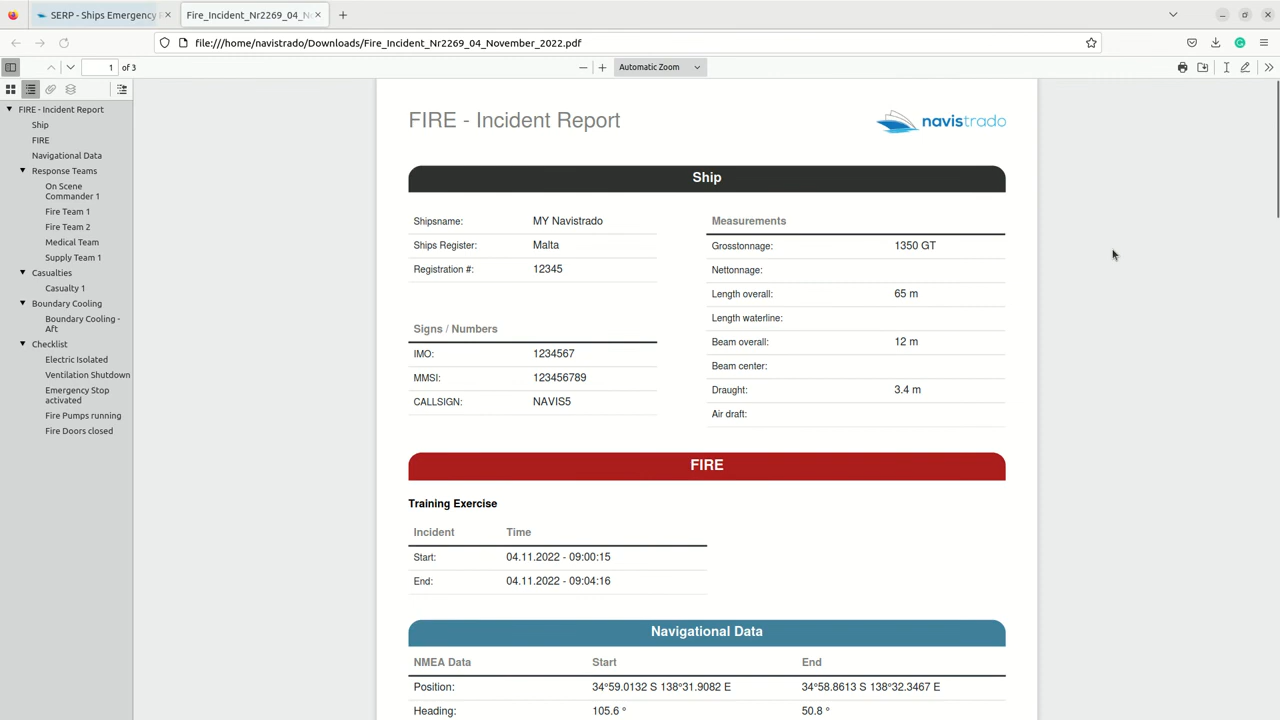 SERP - Ships Emergency
Fire_Incident_Nr2269_04_N
file:///home/navistrado/Downloads/Fire_Incident_Nr2269_04_November_2022.pdf
1 of 3
Automatic Zoom
FIRE - Incident Report
Ship
FIRE
Navigational Data
Response Teams
On Scene
Commander 1
Fire Team 1
Fire Team 2
Medical Team
Supply Team 1
Casualties
Casualty 1
Boundary Cooling
Boundary Cooling -
Aft
Checklist
Electric Isolated
Ventilation Shutdown
Emergency Stop
activated
Fire Pumps running
Fire Doors closed
FIRE - Incident Report
navistrado
Ship
Shipsname: MY Navistrado
Ships Register: Malta
Registration #: 12345
Signs / Numbers
IMO: 1234567
MMSI: 123456789
CALLSIGN: NAVIS5
Measurements
Grosstonnage: 1350 GT
Nettonnage:
Length overall: 65 m
Length waterline:
Beam overall: 12 m
Beam center:
Draught: 3.4 m
Air draft:
FIRE
Training Exercise
Incident Time
Start: 04.11.2022 - 09:00:15
End: 04.11.2022 - 09:04:16
Navigational Data
NMEA Data Start End
Position: 34°59.0132 S 138°31.9082 E 34°58.8613 S 138°32.3467 E
Heading: 105.6 ° 50.8 °